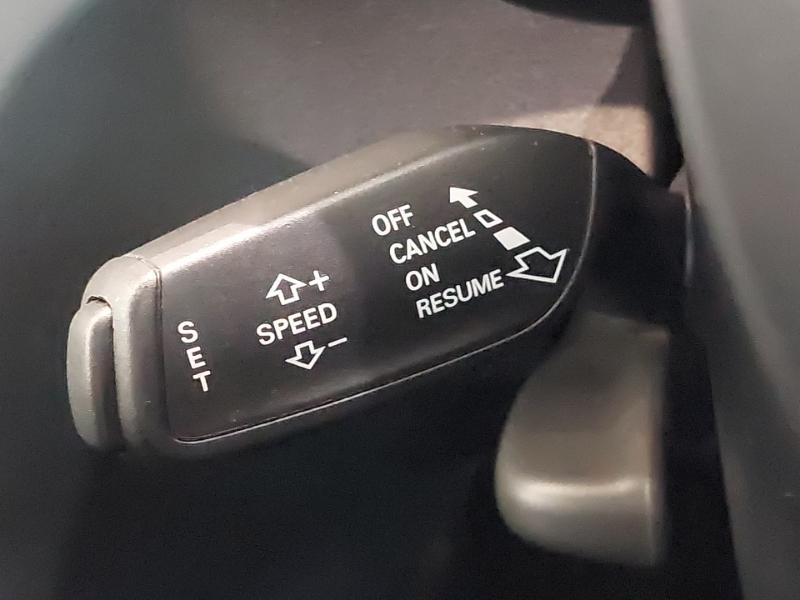 OFF
CANCEL
ON
RESUME
+
SPEED
−
SET